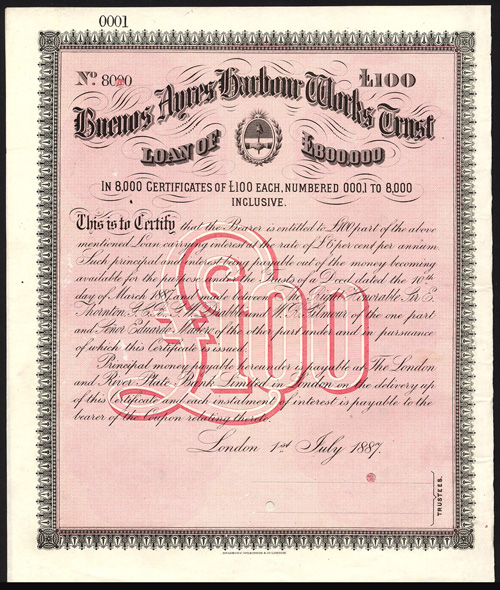 0001
No. 8000
£100
Buenos Ayres Harbour Works Trust
LOAN OF £800,000
IN 8,000 CERTIFICATES OF £100 EACH, NUMBERED 0001 TO 8,000
INCLUSIVE.
This is to Certify that the Bearer is entitled to £100 part of the above
mentioned Loan carrying interest at the rate of £6 per cent per annum.
Such principal and interest being payable out of the money becoming
available for the purpose under the Trusts of a Deed dated the 10th
day of March 1887 and made between The Right Honourable Sir E.
Thornton, and W. Gilmour of the one part
and Señor Eduardo Madero of the other part under and in pursuance
of which this Certificate is issued.
Principal money payable hereunder is payable at The London
and River Plate Bank Limited in London on the delivery up
of this Certificate and each instalment of interest is payable to the
bearer of the Coupon relating thereto.
London 1st July 1887.
TRUSTEES.
£100